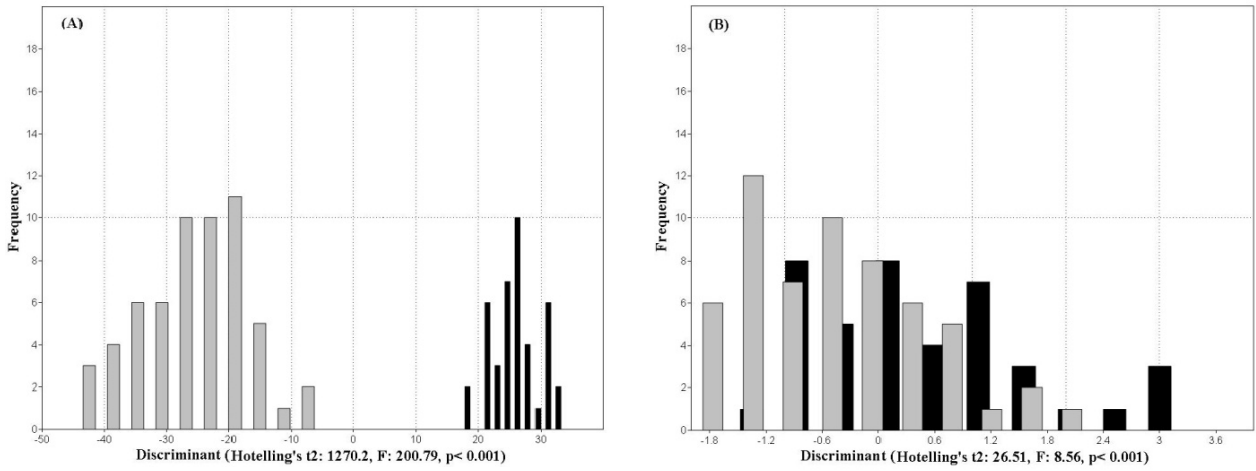 (A)
Frequency
18
16
14
12
10
8
6
4
2
0
-50 -40 -30 -20 -10 0 10 20 30
Discriminant (Hotelling's t2: 1270.2, F: 200.79, p< 0.001)
(B)
Frequency
18
16
14
12
10
8
6
4
2
0
-1.8 -1.2 -0.6 0 0.6 1.2 1.8 2.4 3 3.6
Discriminant (Hotelling's t2: 26.51, F: 8.56, p< 0.001)